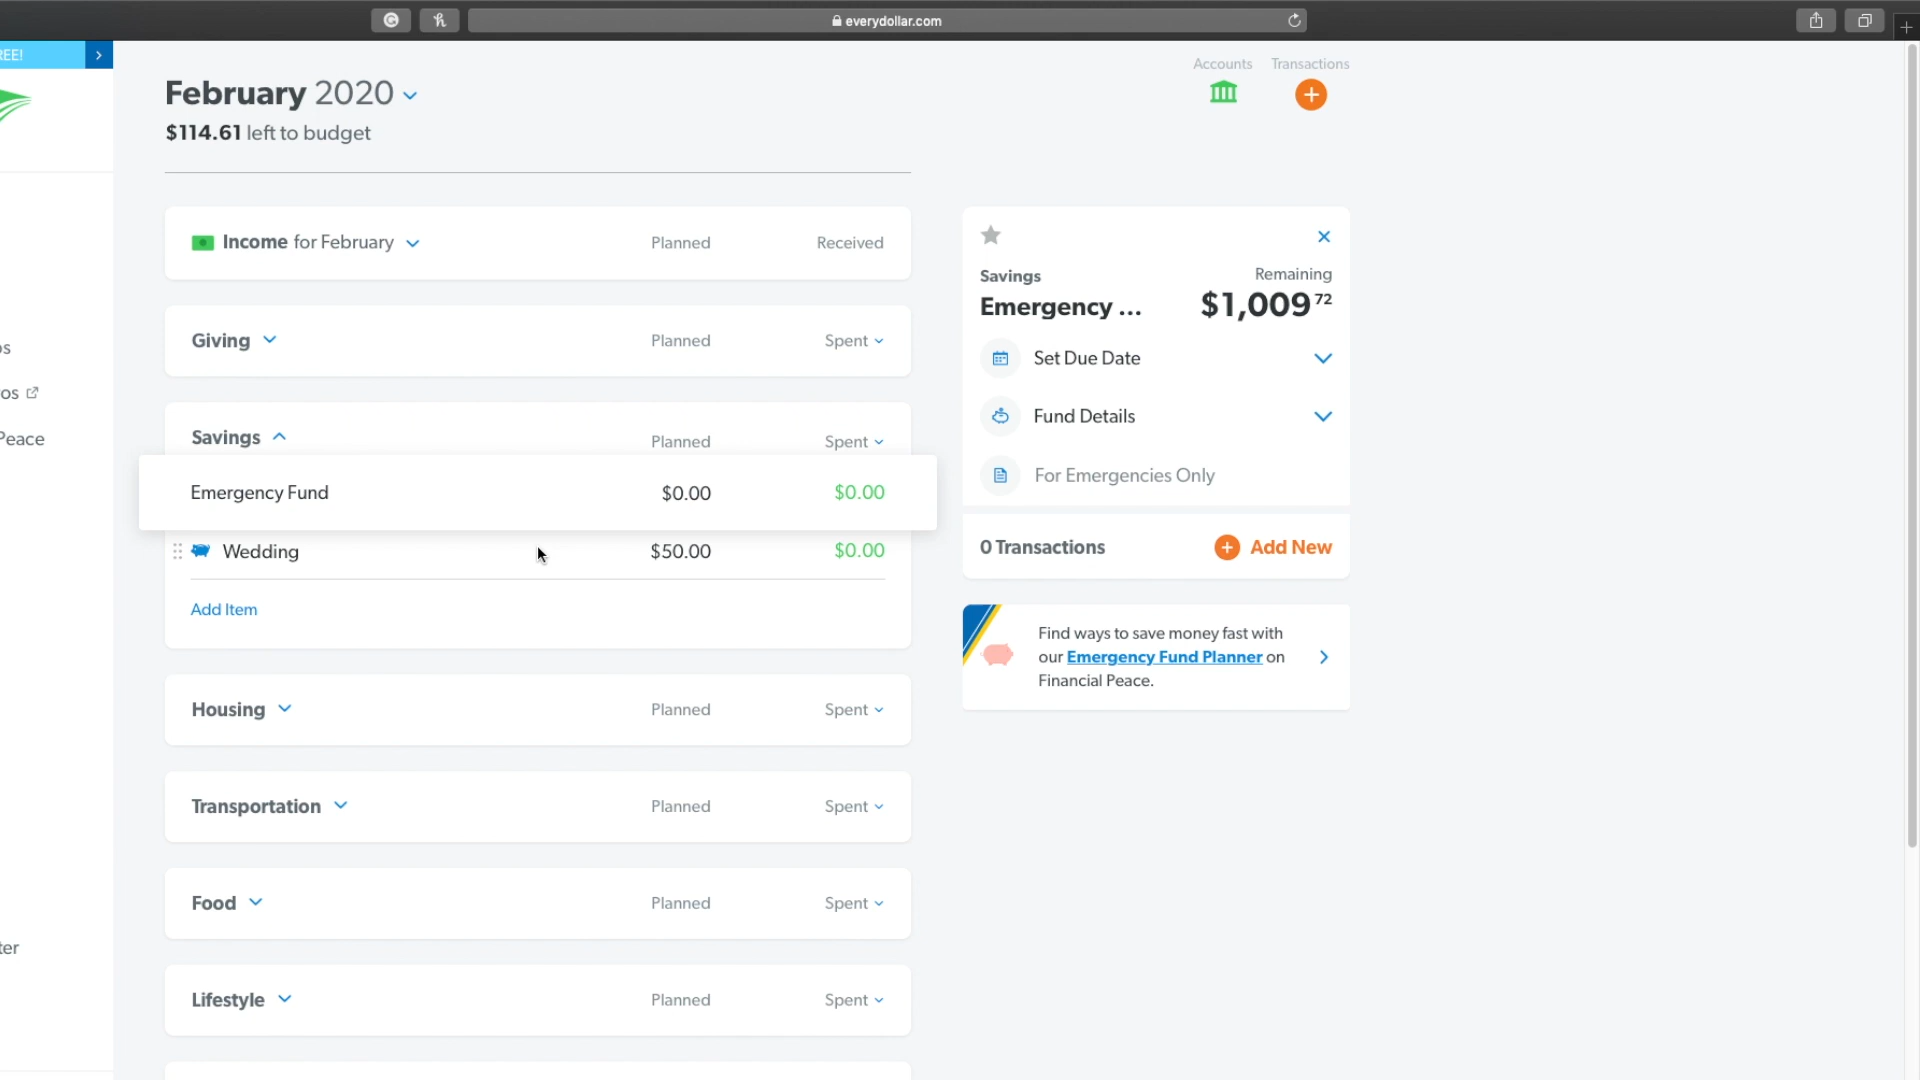 everydollar.com
REE!
February 2020
$114.61 left to budget
Accounts
Transactions
Income for February
Planned
Received
Giving
Planned
Spent
Savings
Planned
Spent
Emergency Fund
$0.00
$0.00
Wedding
$50.00
$0.00
Add Item
Housing
Planned
Spent
Transportation
Planned
Spent
Food
Planned
Spent
Lifestyle
Planned
Spent
Savings
Remaining
Emergency ...
$1,009 72
Set Due Date
Fund Details
For Emergencies Only
0 Transactions
Add New
Find ways to save money fast with
our Emergency Fund Planner on
Financial Peace.
os
os
Peace
ter